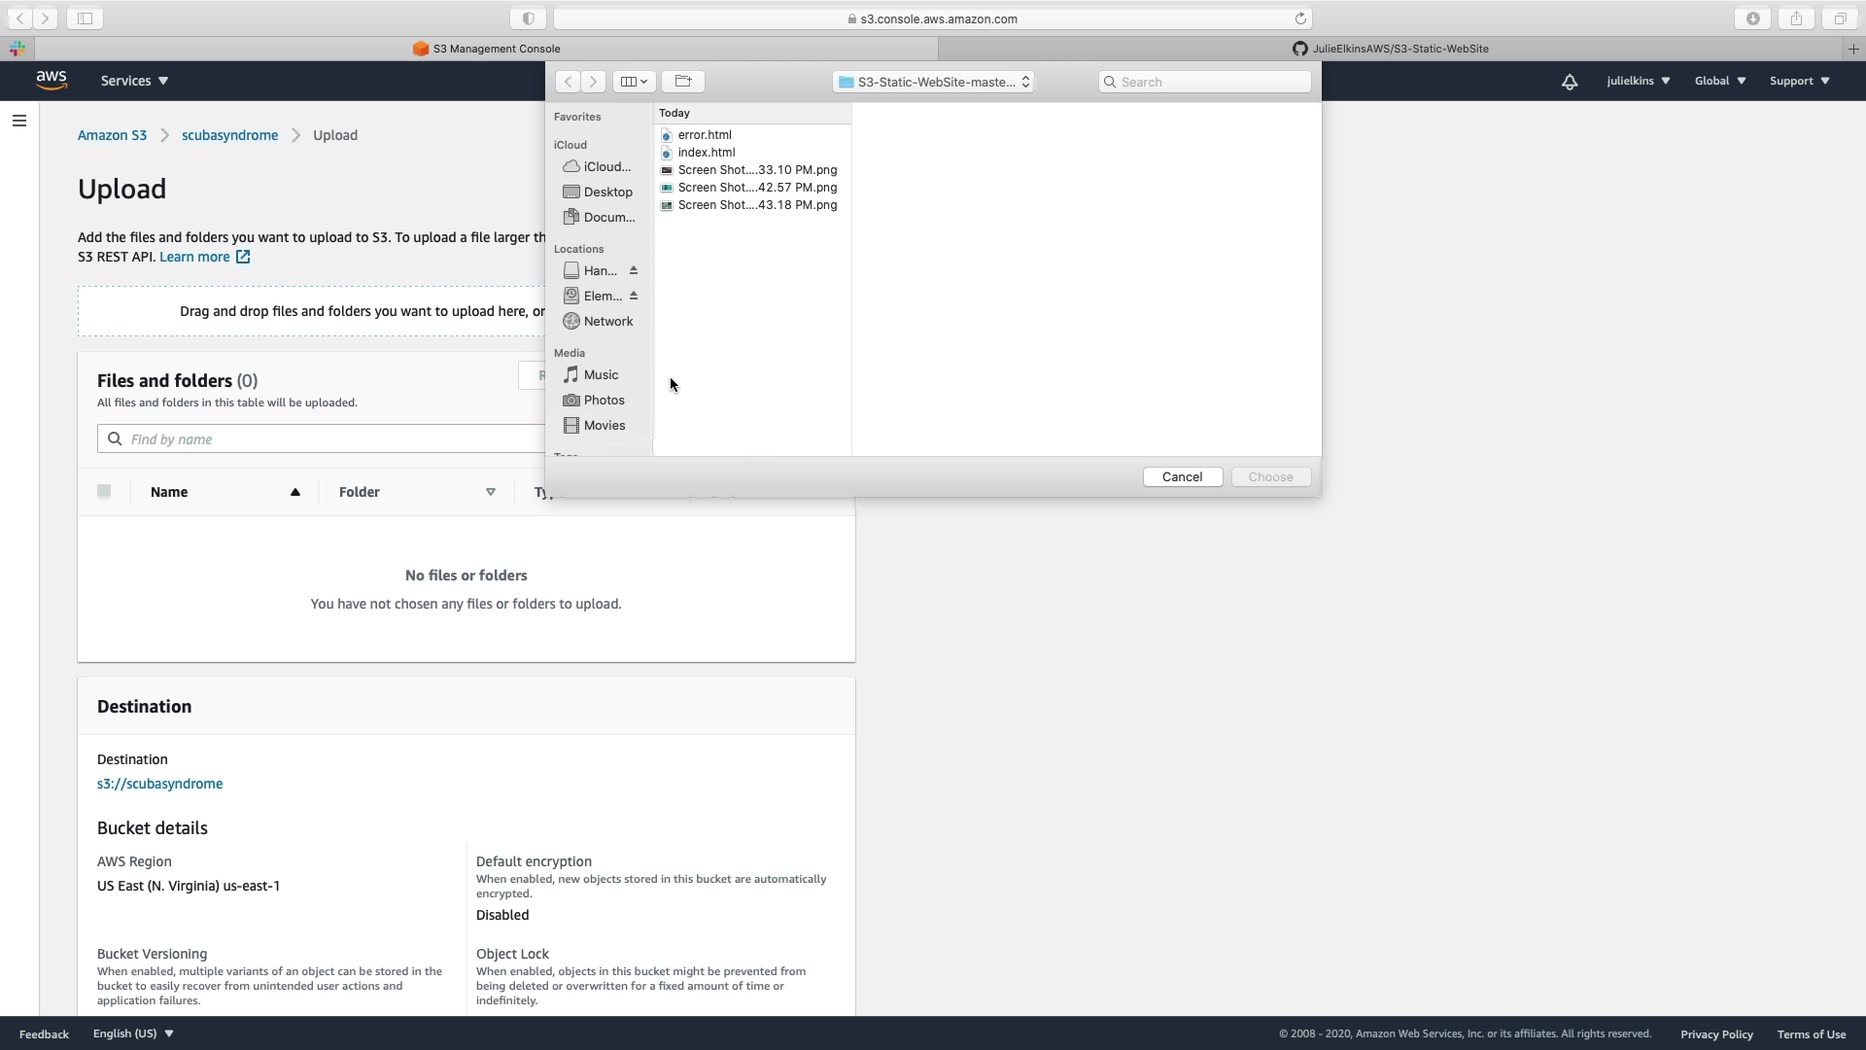 s3.console.aws.amazon.com
S3 Management Console
JulieElkinsAWS/S3-Static-WebSite
aws
Services
julielkins
Global
Support
S3-Static-WebSite-maste...
Search
Favorites
iCloud
iCloud...
Desktop
Docum...
Locations
Han...
Elem...
Network
Media
Music
Photos
Movies
Today
error.html
index.html
Screen Shot....33.10 PM.png
Screen Shot....42.57 PM.png
Screen Shot....43.18 PM.png
Cancel
Choose
Amazon S3
scubasyndrome
Upload
Upload
Add the files and folders you want to upload to S3. To upload a file larger
S3 REST API. Learn more
Drag and drop files and folders you want to upload here, or
Files and folders (0)
All files and folders in this table will be uploaded.
Find by name
Name
Folder
No files or folders
You have not chosen any files or folders to upload.
Destination
Destination
s3://scubasyndrome
Bucket details
AWS Region
US East (N. Virginia) us-east-1
Default encryption
When enabled, new objects stored in this bucket are automatically
encrypted.
Disabled
Bucket Versioning
When enabled, multiple variants of an object can be stored in the
bucket to easily recover from unintended user actions and
application failures.
Object Lock
When enabled, objects in this bucket might be prevented from
being deleted or overwritten for a fixed amount of time or
indefinitely.
Feedback
English (US)
© 2008 - 2020, Amazon Web Services, Inc. or its affiliates. All rights reserved.
Privacy Policy
Terms of Use